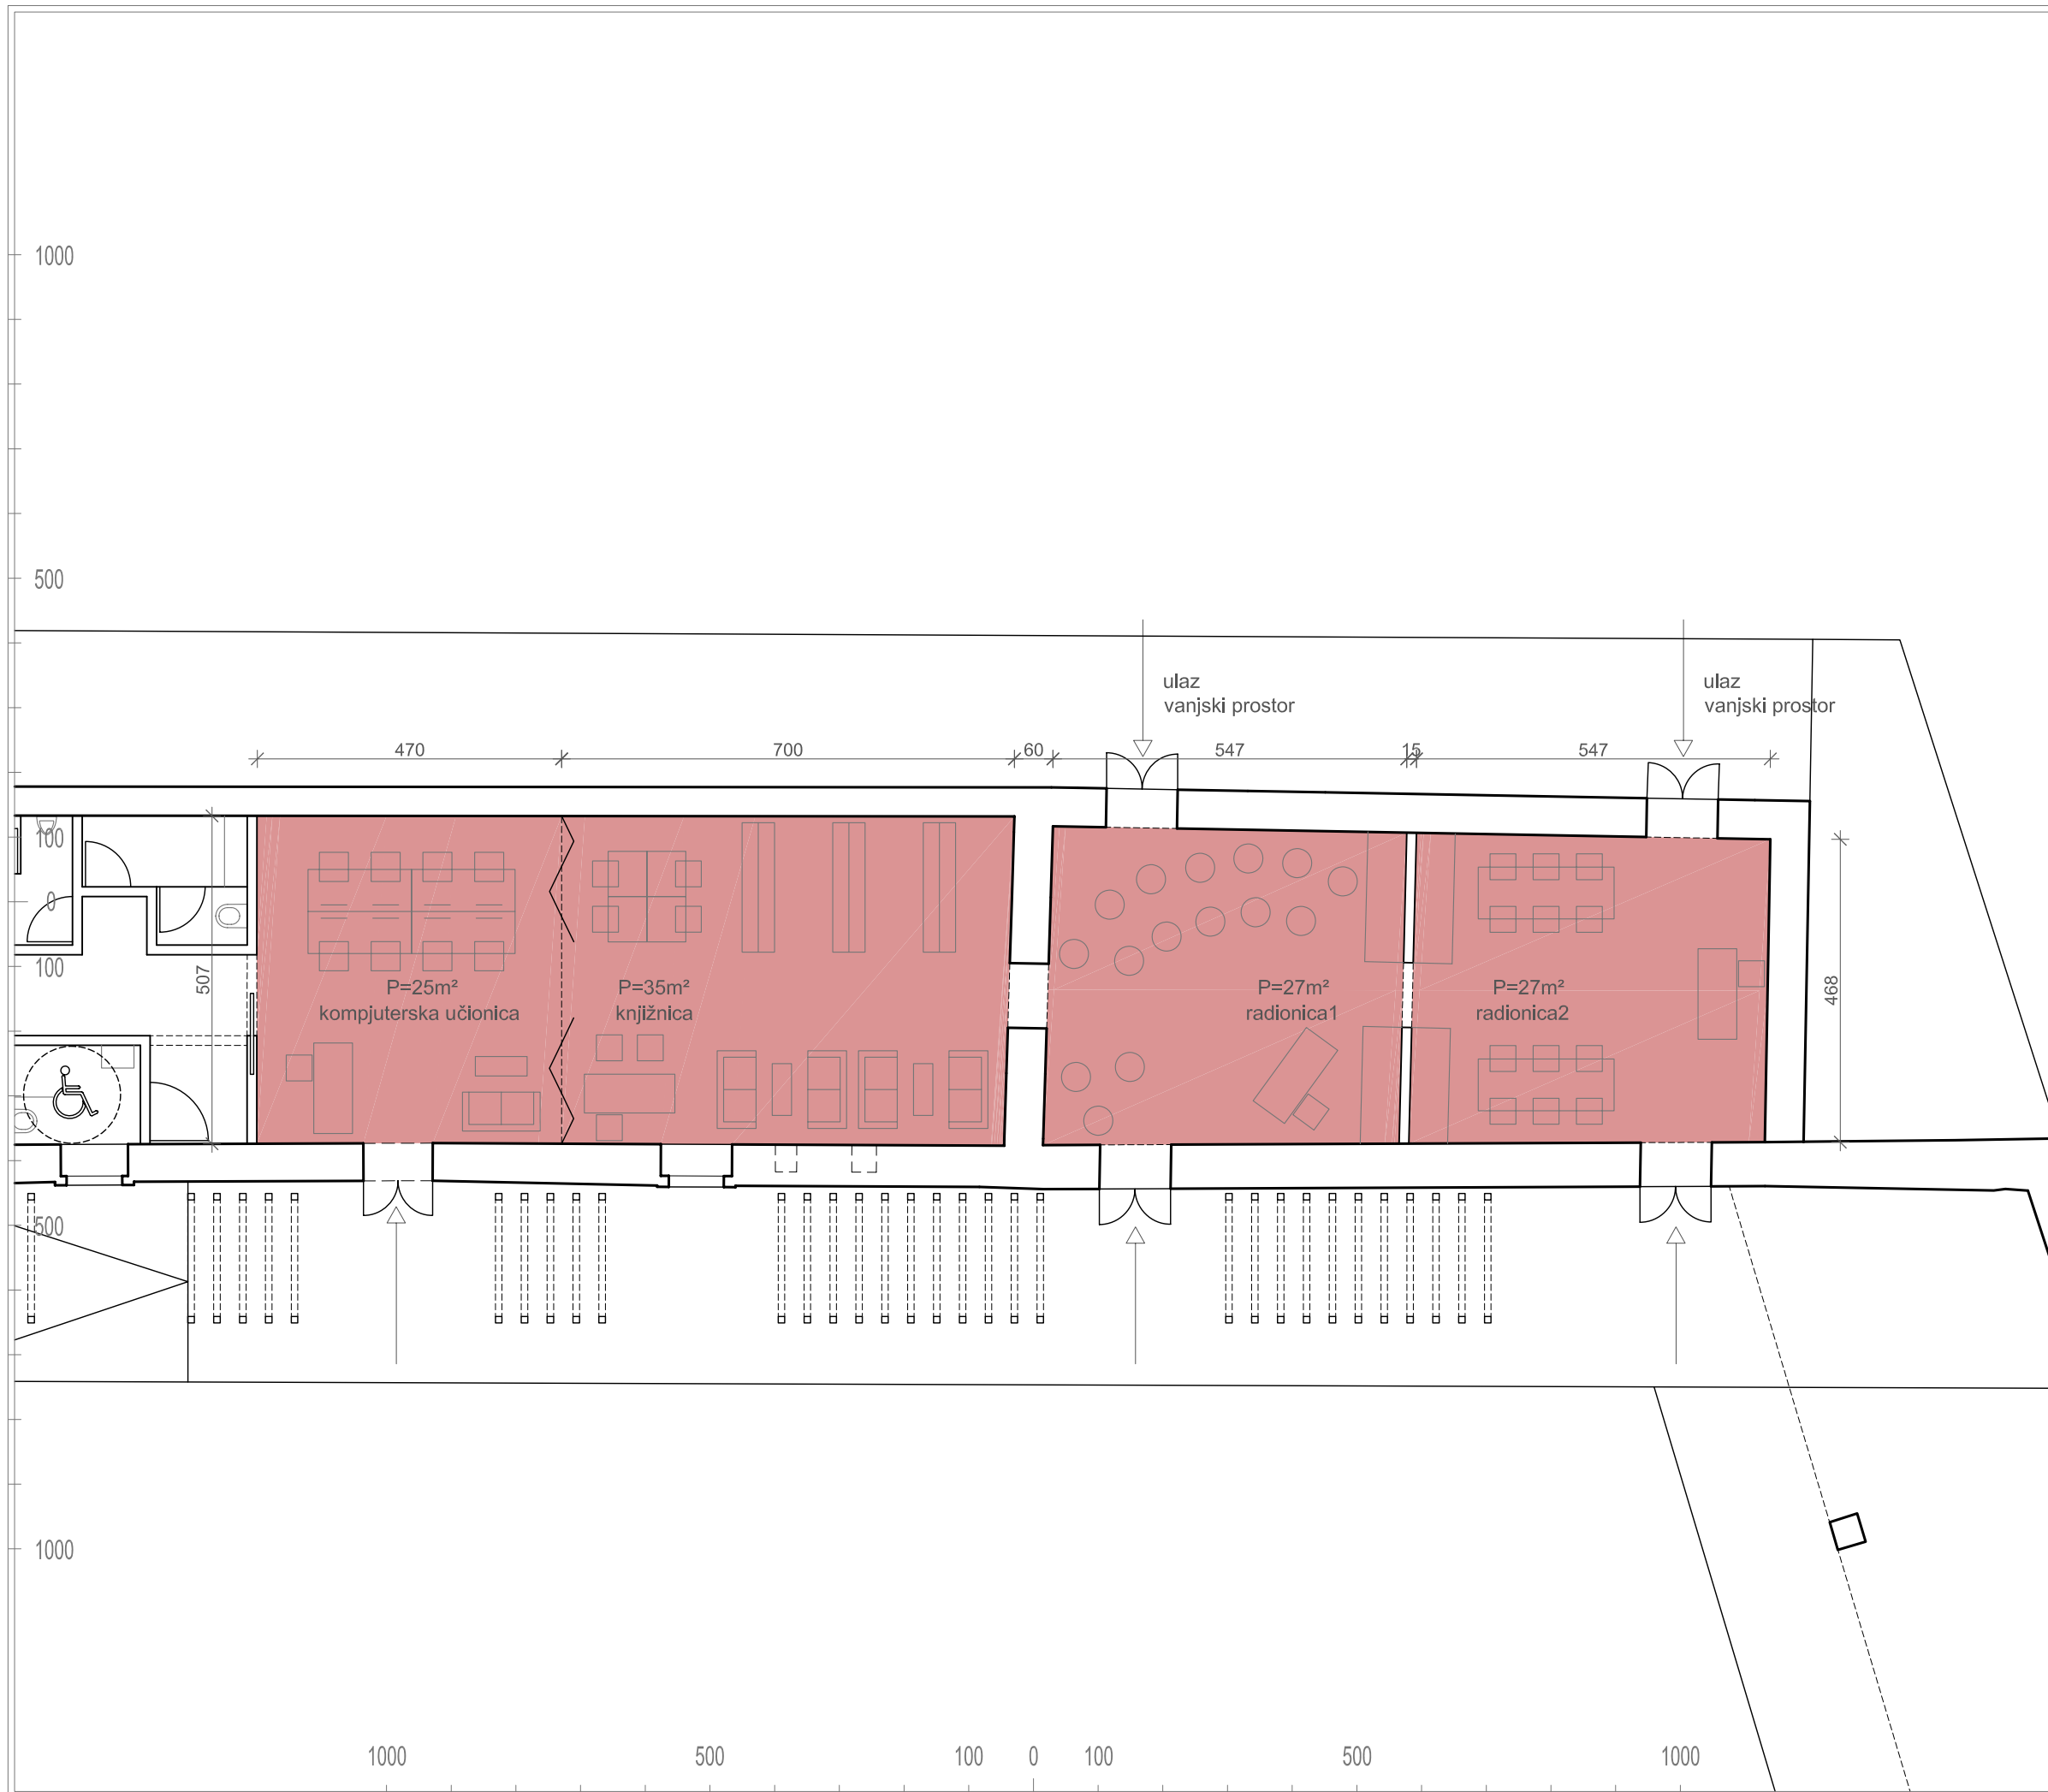 1000
500
ulaz
vanjski prostor
ulaz
vanjski prostor
470
700
60
547
15
547
100
0
100
507
468
P=25m²
kompjuterska učionica
P=35m²
knjižnica
P=27m²
radionica1
P=27m²
radionica2
500
1000
1000
500
100
0
100
500
1000